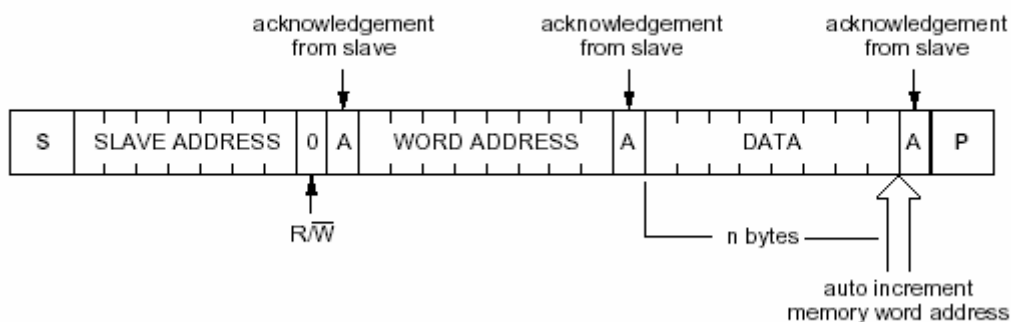 acknowledgement
from slave
acknowledgement
from slave
acknowledgement
from slave
S SLAVE ADDRESS 0 A WORD ADDRESS A DATA A P
R/W̅
n bytes
auto increment
memory word address